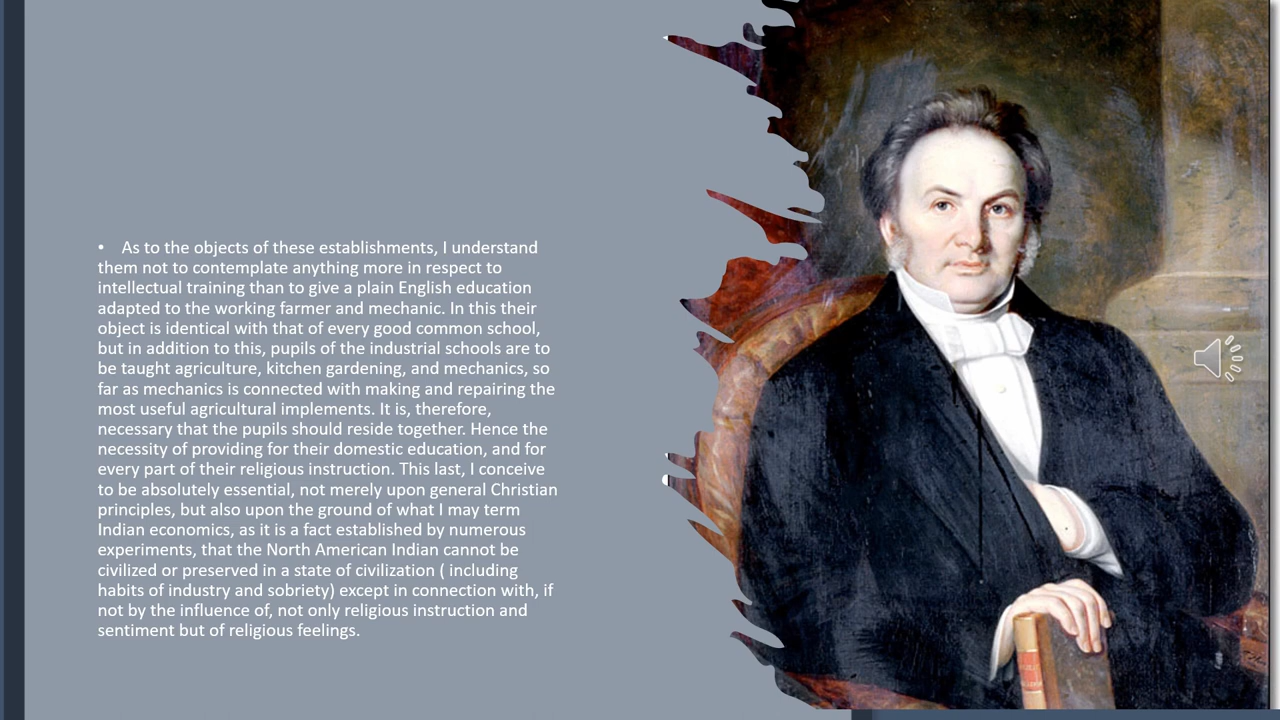 • As to the objects of these establishments, I understand
them not to contemplate anything more in respect to
intellectual training than to give a plain English education
adapted to the working farmer and mechanic. In this their
object is identical with that of every good common school,
but in addition to this, pupils of the industrial schools are to
be taught agriculture, kitchen gardening, and mechanics, so
far as mechanics is connected with making and repairing the
most useful agricultural implements. It is, therefore,
necessary that the pupils should reside together. Hence the
necessity of providing for their domestic education, and for
every part of their religious instruction. This last, I conceive
to be absolutely essential, not merely upon general Christian
principles, but also upon the ground of what I may term
Indian economics, as it is a fact established by numerous
experiments, that the North American Indian cannot be
civilized or preserved in a state of civilization ( including
habits of industry and sobriety) except in connection with, if
not by the influence of, not only religious instruction and
sentiment but of religious feelings.